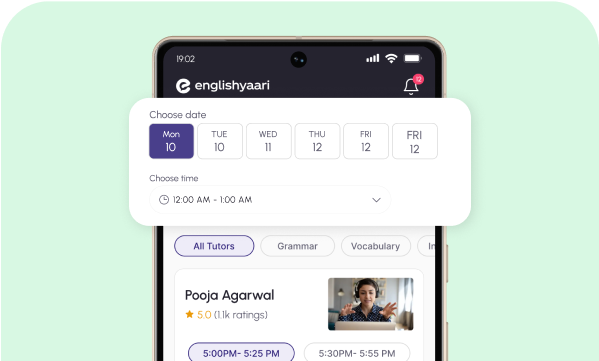 19:02
englishyaari
12
Choose date
Mon TUE WED THU FRI FRI
10 10 11 12 12 12
Choose time
12:00 AM - 1:00 AM
All Tutors Grammar Vocabulary In
Pooja Agarwal
5.0 (1.1k ratings)
5:00PM- 5:25 PM 5:30PM- 5:55 PM